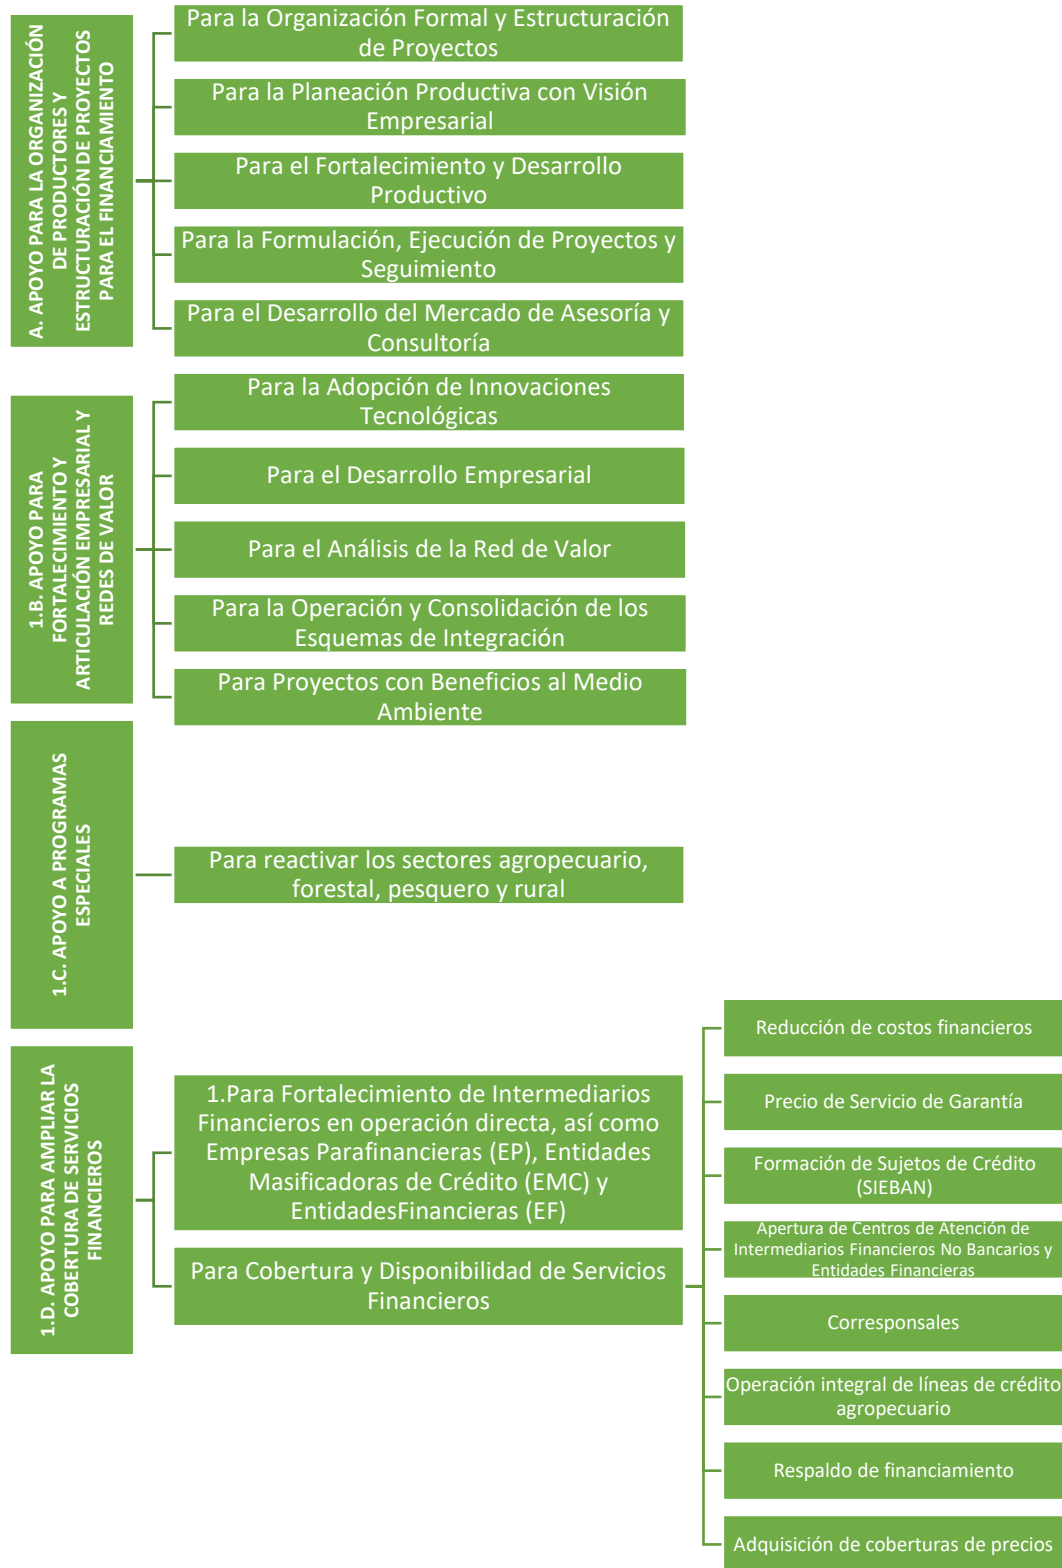 A. APOYO PARA LA ORGANIZACIÓN
DE PRODUCTORES Y
ESTRUCTURACIÓN DE PROYECTOS
PARA EL FINANCIAMIENTO
Para la Organización Formal y Estructuración
de Proyectos
Para la Planeación Productiva con Visión
Empresarial
Para el Fortalecimiento y Desarrollo
Productivo
Para la Formulación, Ejecución de Proyectos y
Seguimiento
Para el Desarrollo del Mercado de Asesoría y
Consultoría
1.B. APOYO PARA
FORTALECIMIENTO Y
ARTICULACIÓN EMPRESARIAL Y
REDES DE VALOR
Para la Adopción de Innovaciones
Tecnológicas
Para el Desarrollo Empresarial
Para el Análisis de la Red de Valor
Para la Operación y Consolidación de los
Esquemas de Integración
Para Proyectos con Beneficios al Medio
Ambiente
1.C. APOYO A PROGRAMAS
ESPECIALES
Para reactivar los sectores agropecuario,
forestal, pesquero y rural
1.D. APOYO PARA AMPLIAR LA
COBERTURA DE SERVICIOS
FINANCIEROS
1.Para Fortalecimiento de Intermediarios
Financieros en operación directa, así como
Empresas Parafinancieras (EP), Entidades
Masificadoras de Crédito (EMC) y
EntidadesFinancieras (EF)
Para Cobertura y Disponibilidad de Servicios
Financieros
Reducción de costos financieros
Precio de Servicio de Garantía
Formación de Sujetos de Crédito
(SIEBAN)
Apertura de Centros de Atención de
Intermediarios Financieros No Bancarios y
Entidades Financieras
Corresponsales
Operación integral de líneas de crédito
agropecuario
Respaldo de financiamiento
Adquisición de coberturas de precios